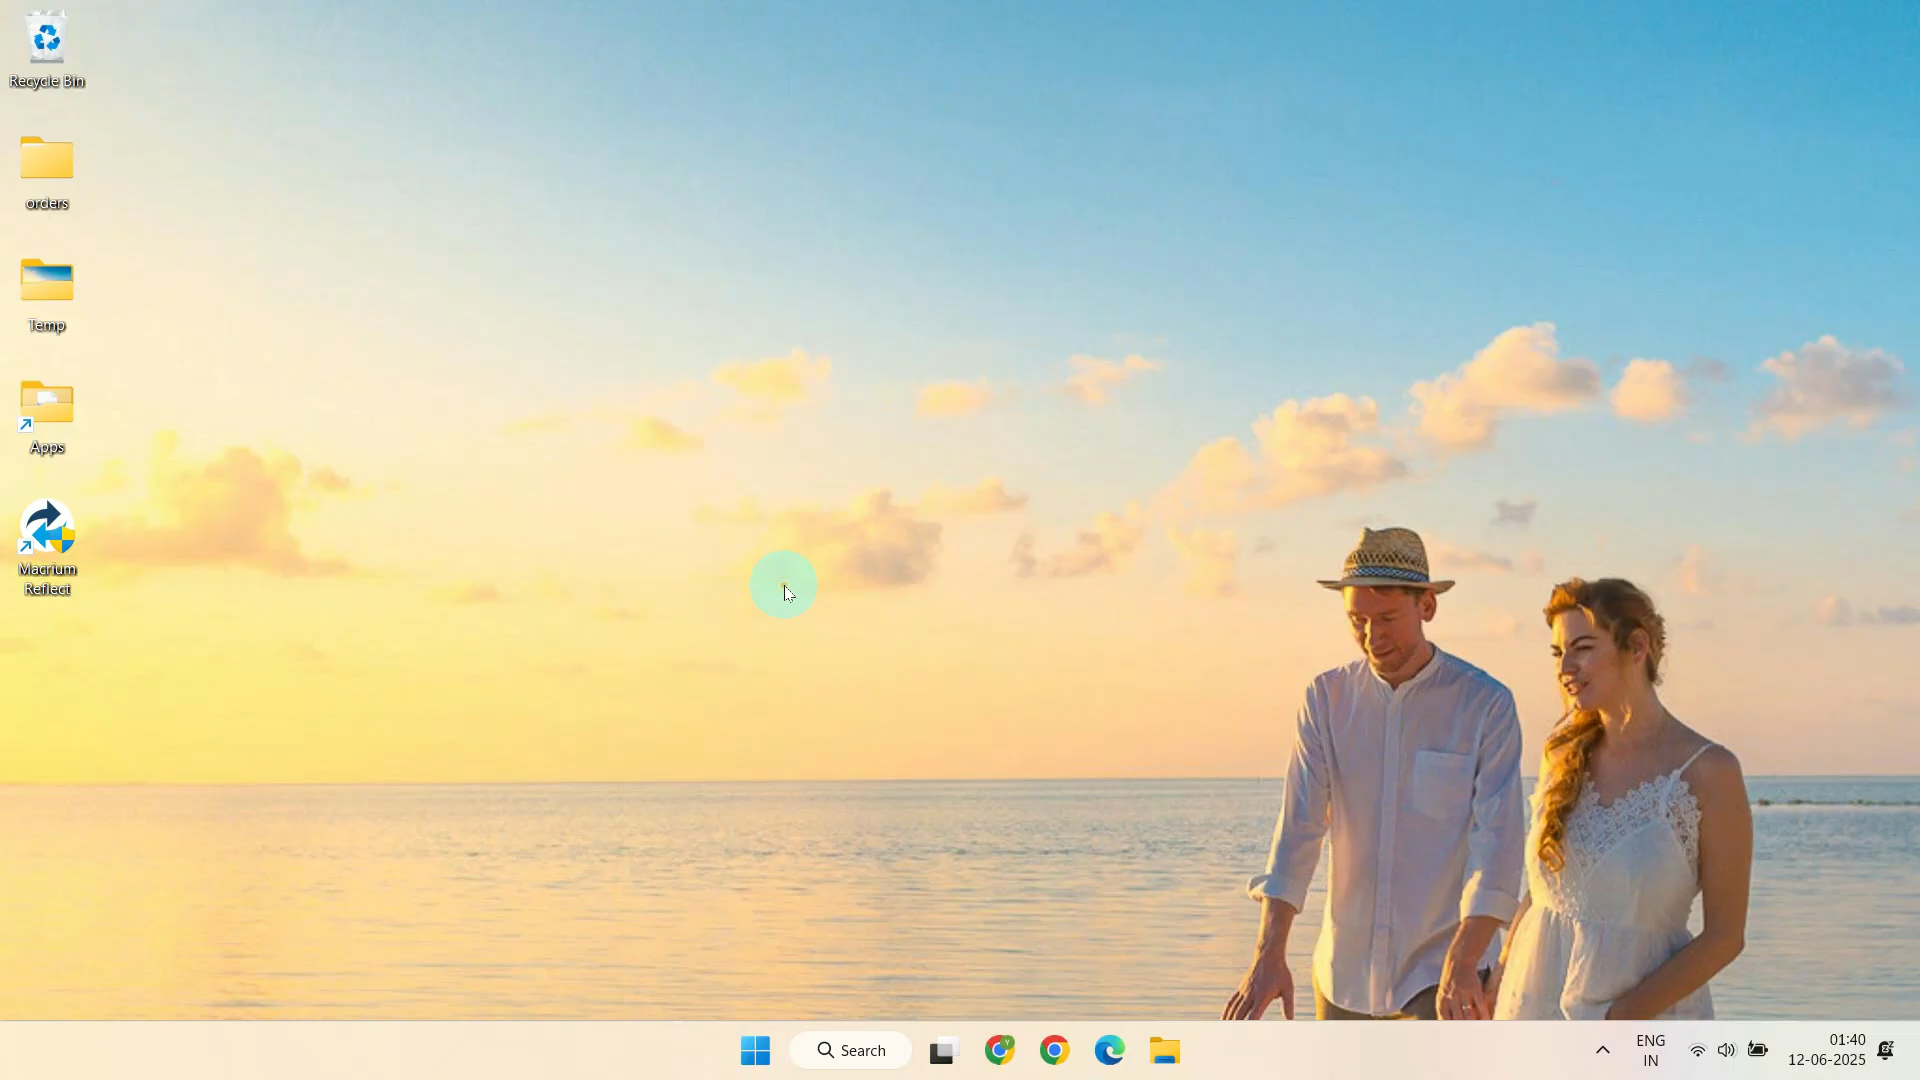 Recycle Bin
orders
Temp
Apps
Macrium
Reflect
Search
ENG
IN
01:40
12-06-2025